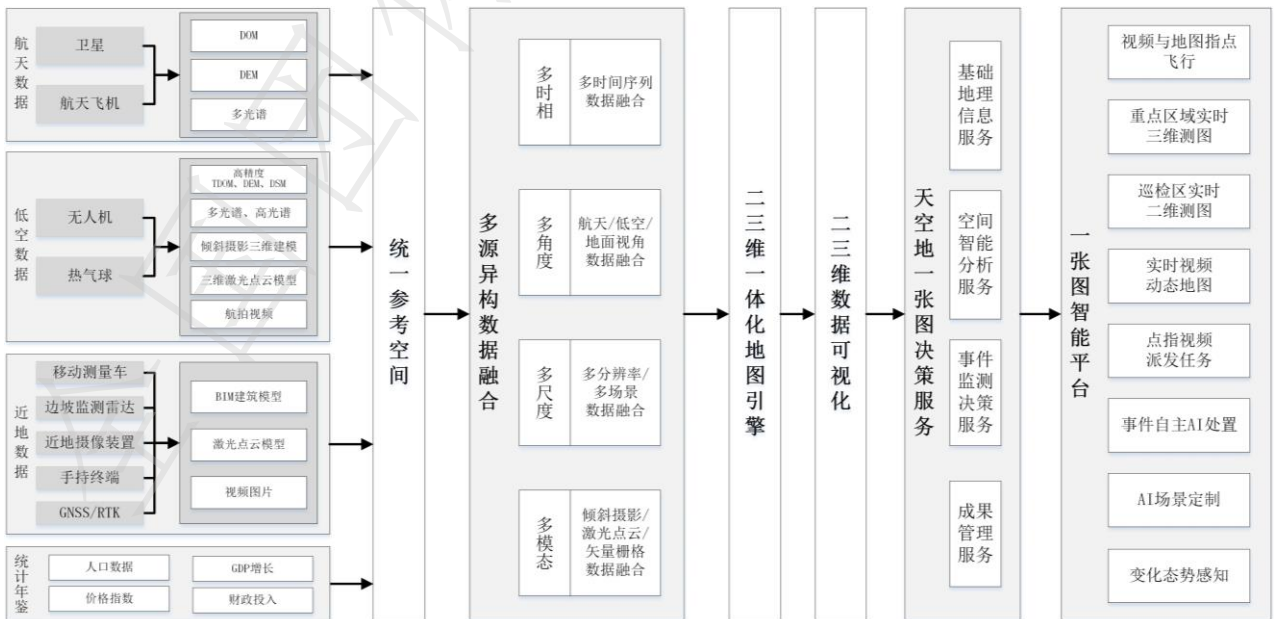 航天数据
卫星
航天飞机
DOM
DEM
多光谱
低空数据
无人机
热气球
高精度
TDOM、DEM、DSM
多光谱、高光谱
倾斜摄影三维建模
三维激光点云模型
航拍视频
近地数据
移动测量车
边坡监测雷达
近地摄像装置
手持终端
GNSS/RTK
BIM建筑模型
激光点云模型
视频图片
统计年鉴
人口数据
GDP增长
价格指数
财政投入
统一参考空间
多源异构数据融合
多时相
多时间序列
数据融合
多角度
航天/低空/
地面视角
数据融合
多尺度
多分辨率/
多场景
数据融合
多模态
倾斜摄影/
激光点云/
矢量栅格
数据融合
二三维一体化地图引擎
二三维数据可视化
天空地一张图决策服务
基础
地理
信息
服务
空间
智能
分析
服务
事件
监测
决策
服务
成果
管理
服务
一张图智能平台
视频与地图指点
飞行
重点区域实时
三维测图
巡检区实时
二维测图
实时视频
动态地图
点指视频
派发任务
事件自主AI处置
AI场景定制
变化态势感知